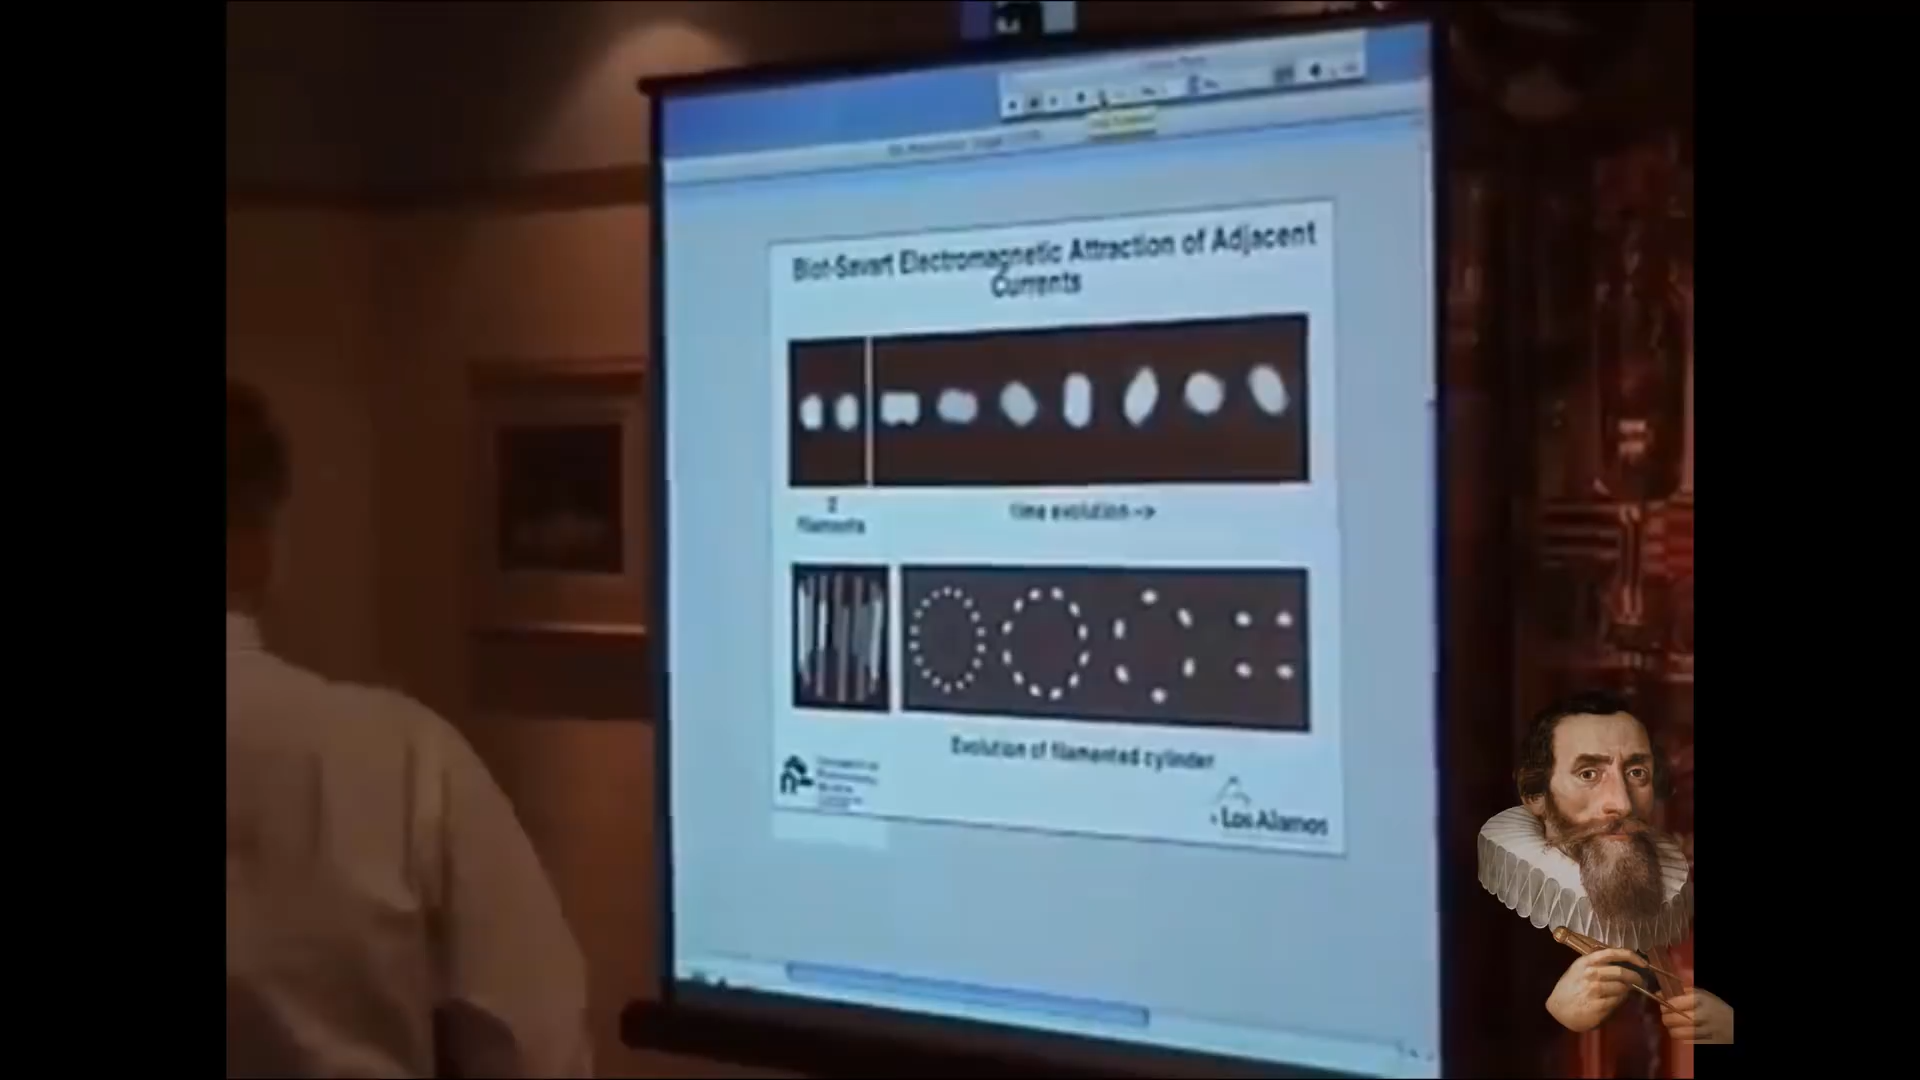 Biot-Savart Electromagnetic Attraction of Adjacent
Currents
2
filaments
time evolution -->
Evolution of filamented cylinder
Los Alamos